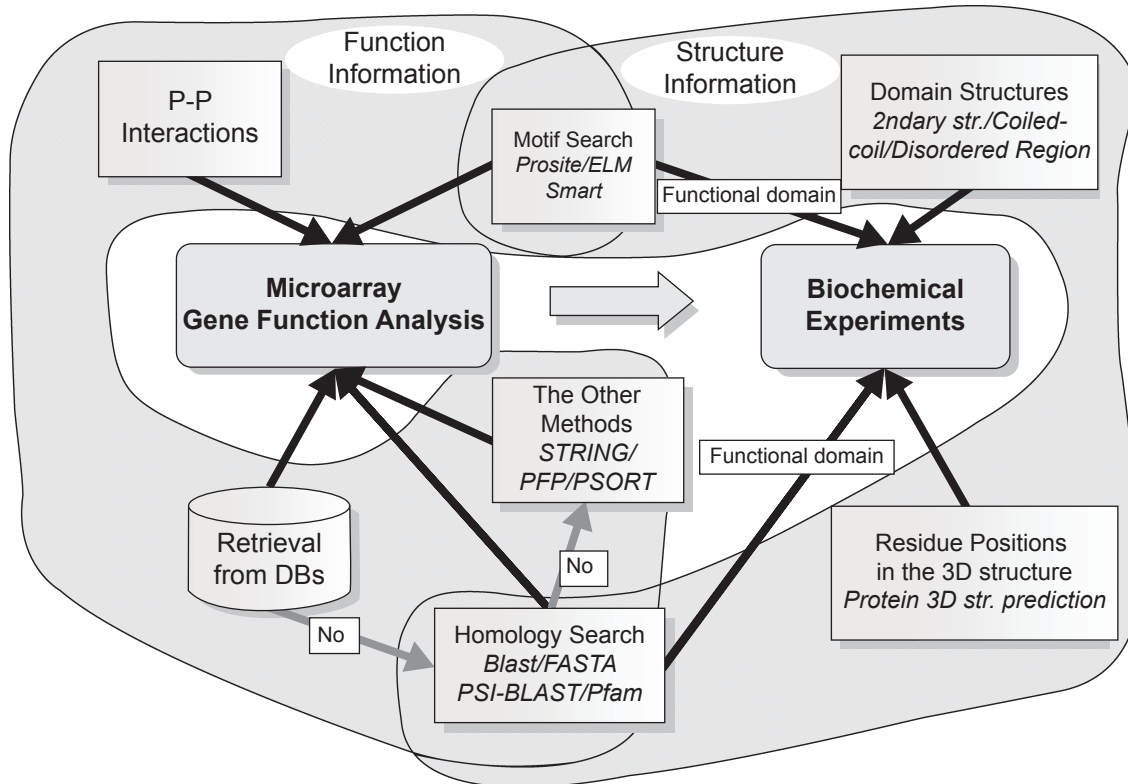 Function
Information
Structure
Information
P-P
Interactions
Motif Search
Prosite/ELM
Smart
Domain Structures
2ndary str./Coiled-
coil/Disordered Region
Functional domain
Microarray
Gene Function Analysis
Biochemical
Experiments
The Other
Methods
STRING/
PFP/PSORT
Functional domain
Retrieval
from DBs
No
No
Homology Search
Blast/FASTA
PSI-BLAST/Pfam
Residue Positions
in the 3D structure
Protein 3D str. prediction